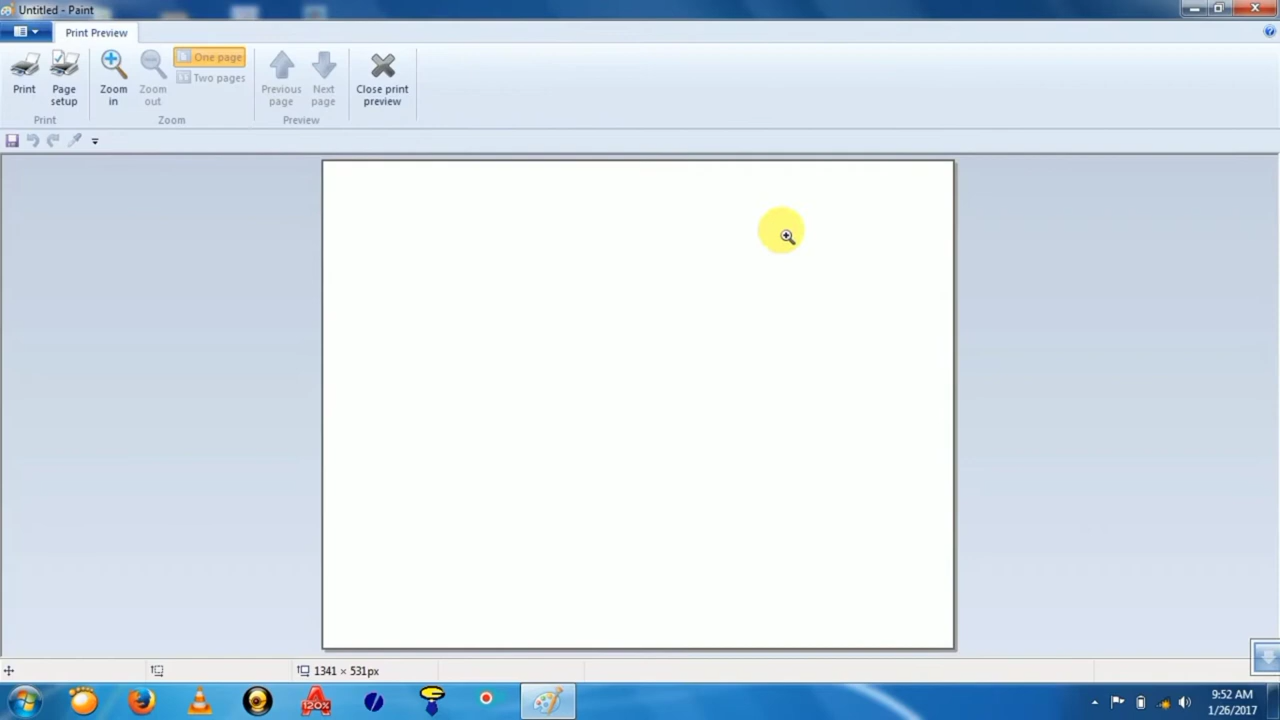 Untitled - Paint
Print Preview
Print
Page setup
Zoom in
Zoom out
One page
Two pages
Previous page
Next page
Close print preview
Print
Zoom
Preview
1341 × 531px
120%
9:52 AM
1/26/2017